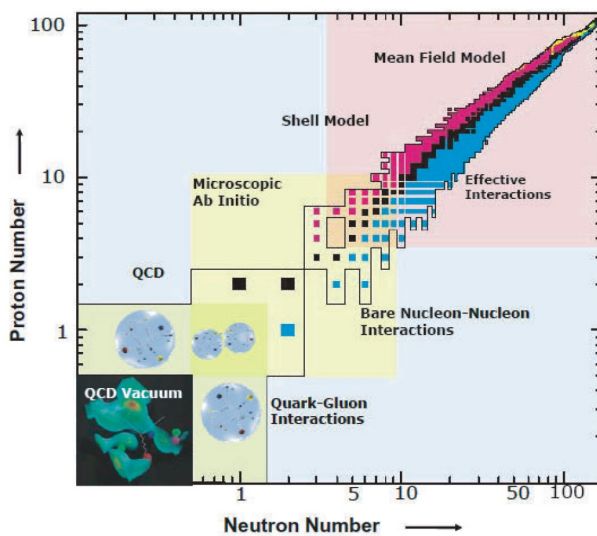 100
Mean Field Model
Shell Model
10
Microscopic
Ab Initio
Effective
Interactions
QCD
Bare Nucleon-Nucleon
Interactions
1
QCD Vacuum
Quark-Gluon
Interactions
Proton Number
1
5
10
50
100
Neutron Number